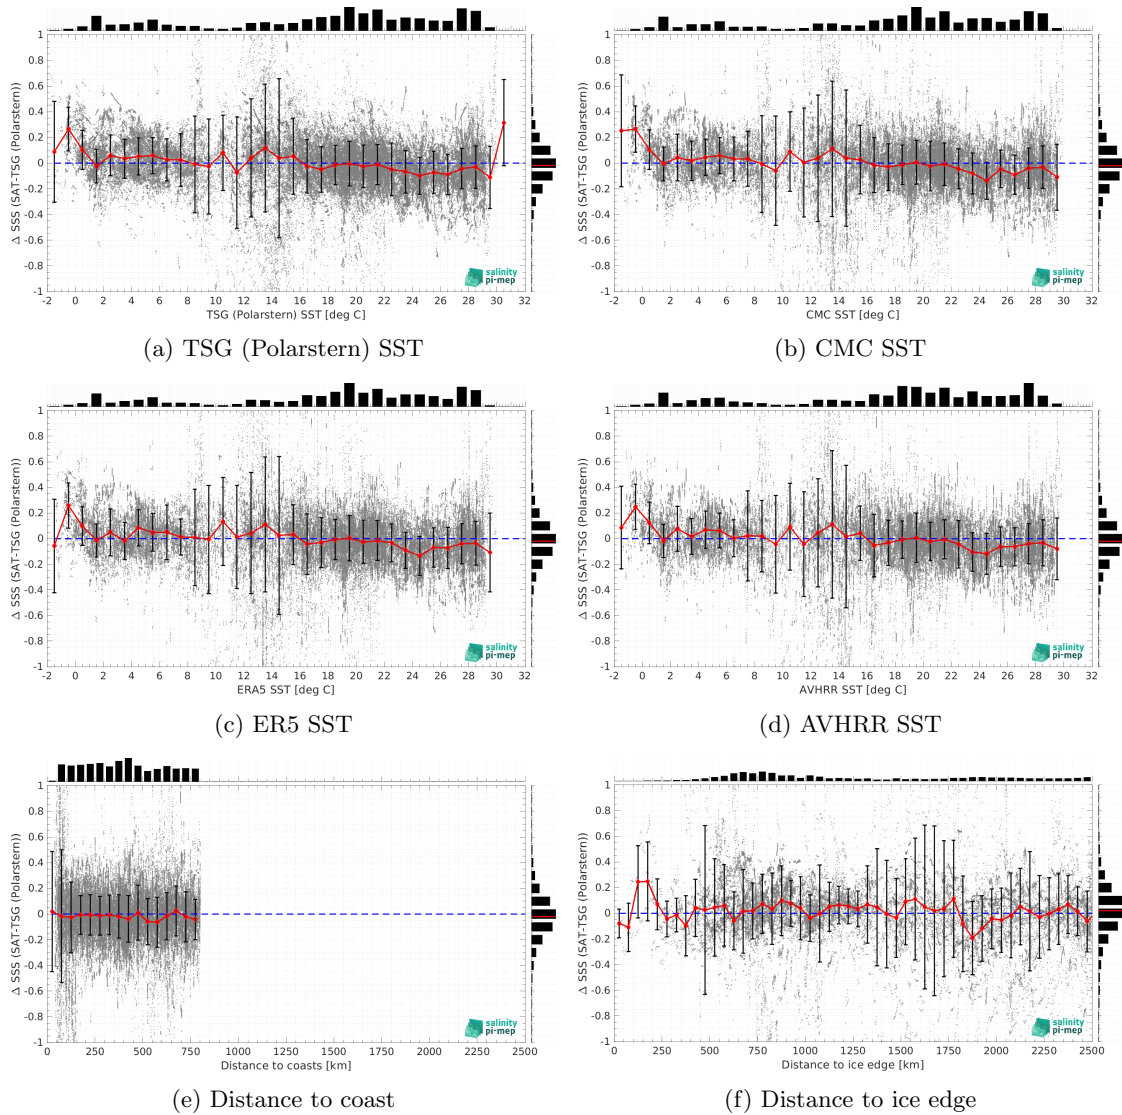 1
0.8
0.6
0.4
0.2
0
-0.2
-0.4
-0.6
-0.8
-1
Δ SSS (SAT-TSG (Polarstern))
salinity
pi-mep
-2 0 2 4 6 8 10 12 14 16 18 20 22 24 26 28 30 32
TSG (Polarstern) SST [deg C]
(a) TSG (Polarstern) SST
1
0.8
0.6
0.4
0.2
0
-0.2
-0.4
-0.6
-0.8
-1
Δ SSS (SAT-TSG (Polarstern))
salinity
pi-mep
-2 0 2 4 6 8 10 12 14 16 18 20 22 24 26 28 30 32
CMC SST [deg C]
(b) CMC SST
1
0.8
0.6
0.4
0.2
0
-0.2
-0.4
-0.6
-0.8
-1
Δ SSS (SAT-TSG (Polarstern))
salinity
pi-mep
-2 0 2 4 6 8 10 12 14 16 18 20 22 24 26 28 30 32
ERA5 SST [deg C]
(c) ER5 SST
1
0.8
0.6
0.4
0.2
0
-0.2
-0.4
-0.6
-0.8
-1
Δ SSS (SAT-TSG (Polarstern))
salinity
pi-mep
-2 0 2 4 6 8 10 12 14 16 18 20 22 24 26 28 30 32
AVHRR SST [deg C]
(d) AVHRR SST
1
0.8
0.6
0.4
0.2
0
-0.2
-0.4
-0.6
-0.8
-1
Δ SSS (SAT-TSG (Polarstern))
salinity
pi-mep
0 250 500 750 1000 1250 1500 1750 2000 2250 2500
Distance to coasts [km]
(e) Distance to coast
1
0.8
0.6
0.4
0.2
0
-0.2
-0.4
-0.6
-0.8
-1
Δ SSS (SAT-TSG (Polarstern))
salinity
pi-mep
0 250 500 750 1000 1250 1500 1750 2000 2250 2500
Distance to ice edge [km]
(f) Distance to ice edge